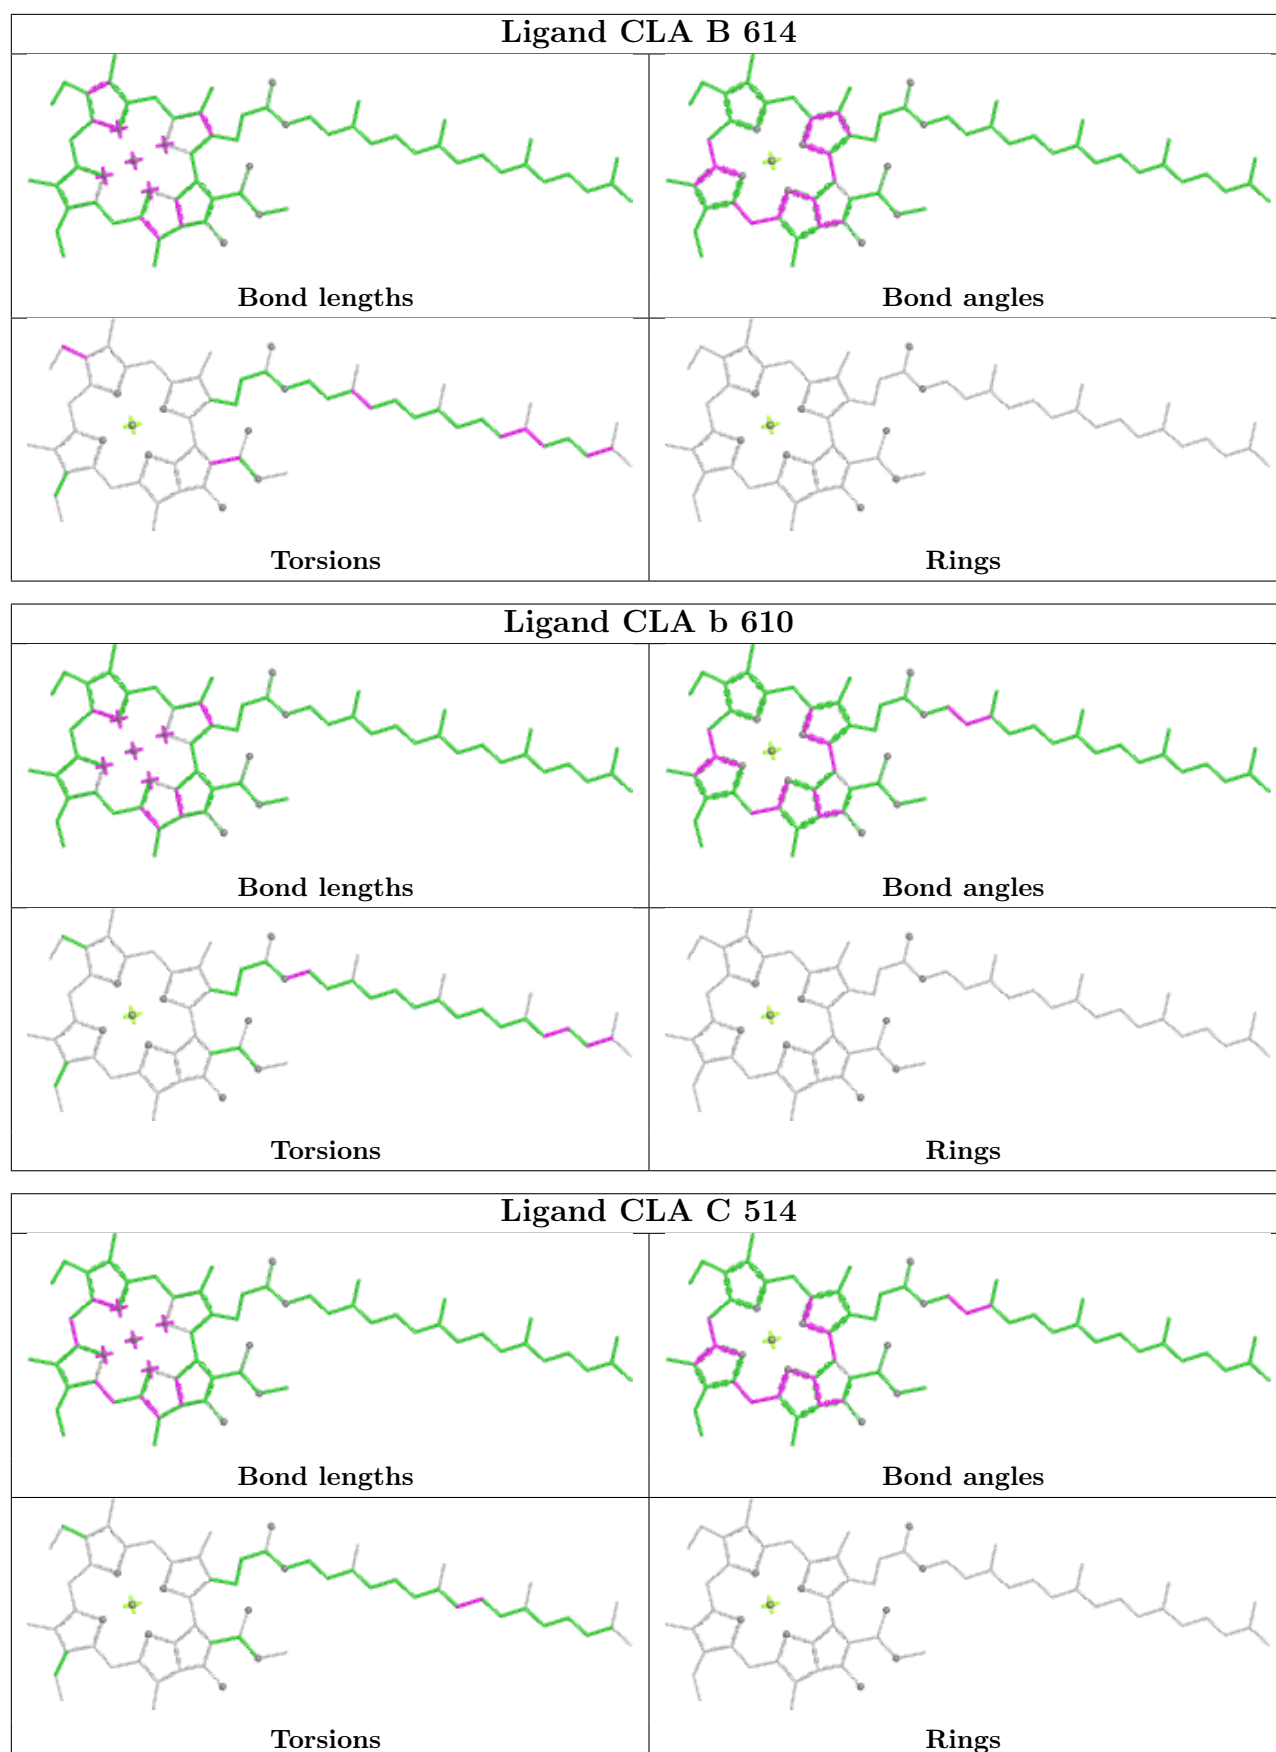 Ligand CLA B 614
Bond lengths
Bond angles
Torsions
Rings
Ligand CLA b 610
Bond lengths
Bond angles
Torsions
Rings
Ligand CLA C 514
Bond lengths
Bond angles
Torsions
Rings